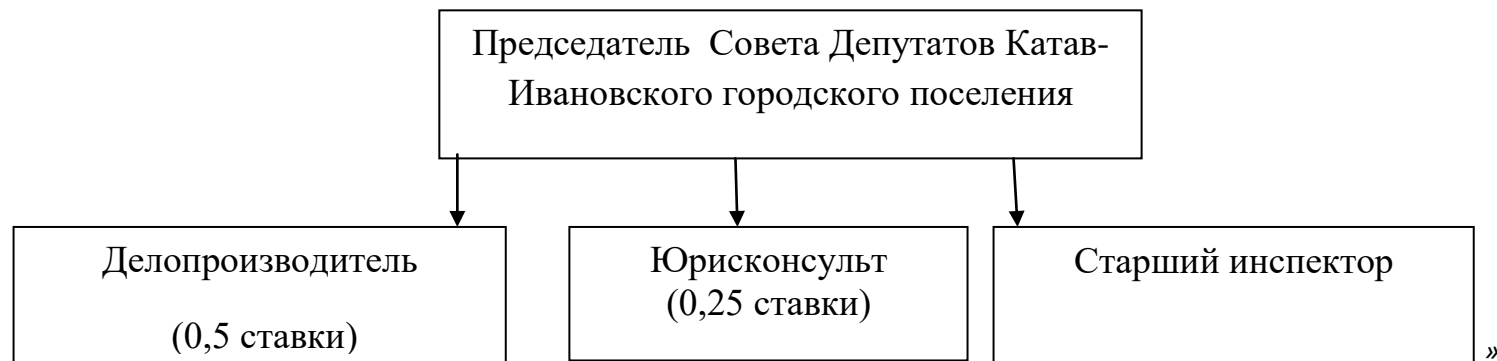 Председатель Совета Депутатов Катав-
Ивановского городского поселения
Делопроизводитель
(0,5 ставки)
Юрисконсульт
(0,25 ставки)
Старший инспектор
»